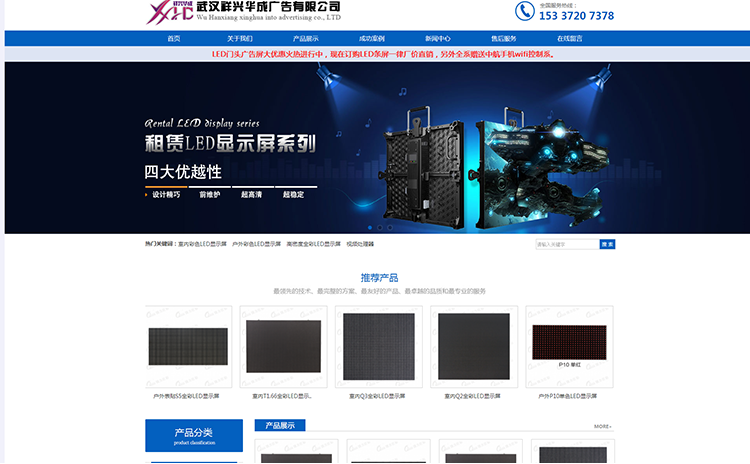 武汉鋅兴华成广告有限公司
Wu Hanxiang xinghua into advertising co., LTD
全国服务热线：
153 3720 7378
首页
关于我们
产品展示
成功案例
新闻中心
售后服务
在线留言
LED门头广告屏大优惠火热进行中，现在订购LED条屏一律厂价直销，另外全系赠送中航手机wifi控制系。
Rental LED display series
租赁LED显示屏系列
四大优越性
设计精巧
前维护
超高清
超稳定
热门关键词：室内彩色LED显示屏 户外彩色LED显示屏 高密度全彩LED显示屏 视频处理器
请输入关键字
搜 索
推荐产品
最领先的技术、最完整的方案、最友好的产品、最卓越的品质和最专业的服务
P10 单红
户外表贴S5全彩LED显示屏
室内T1.66全彩LED显示..
室内Q3全彩LED显示屏
室内Q2全彩LED显示屏
户外P10单色LED显示屏
产品分类
product classification
产品展示
MORE»